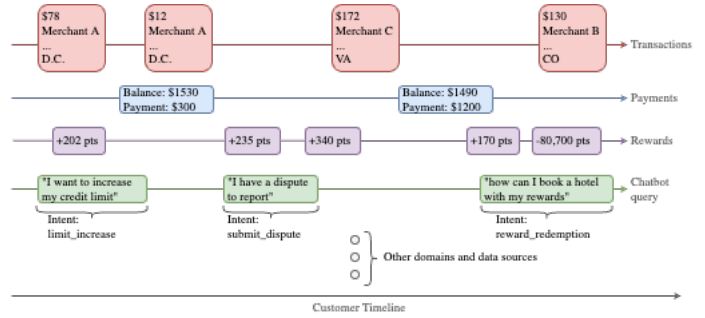 $78
Merchant A
...
D.C.
$12
Merchant A
...
D.C.
$172
Merchant C
...
VA
$130
Merchant B
...
CO
Transactions
Balance: $1530
Payment: $300
Balance: $1490
Payment: $1200
Payments
+202 pts
+235 pts
+340 pts
+170 pts
-80,700 pts
Rewards
"I want to increase
my credit limit"
"I have a dispute
to report"
"how can I book a hotel
with my rewards"
Chatbot
query
Intent:
limit_increase
Intent:
submit_dispute
Intent:
reward_redemption
Other domains and data sources
Customer Timeline